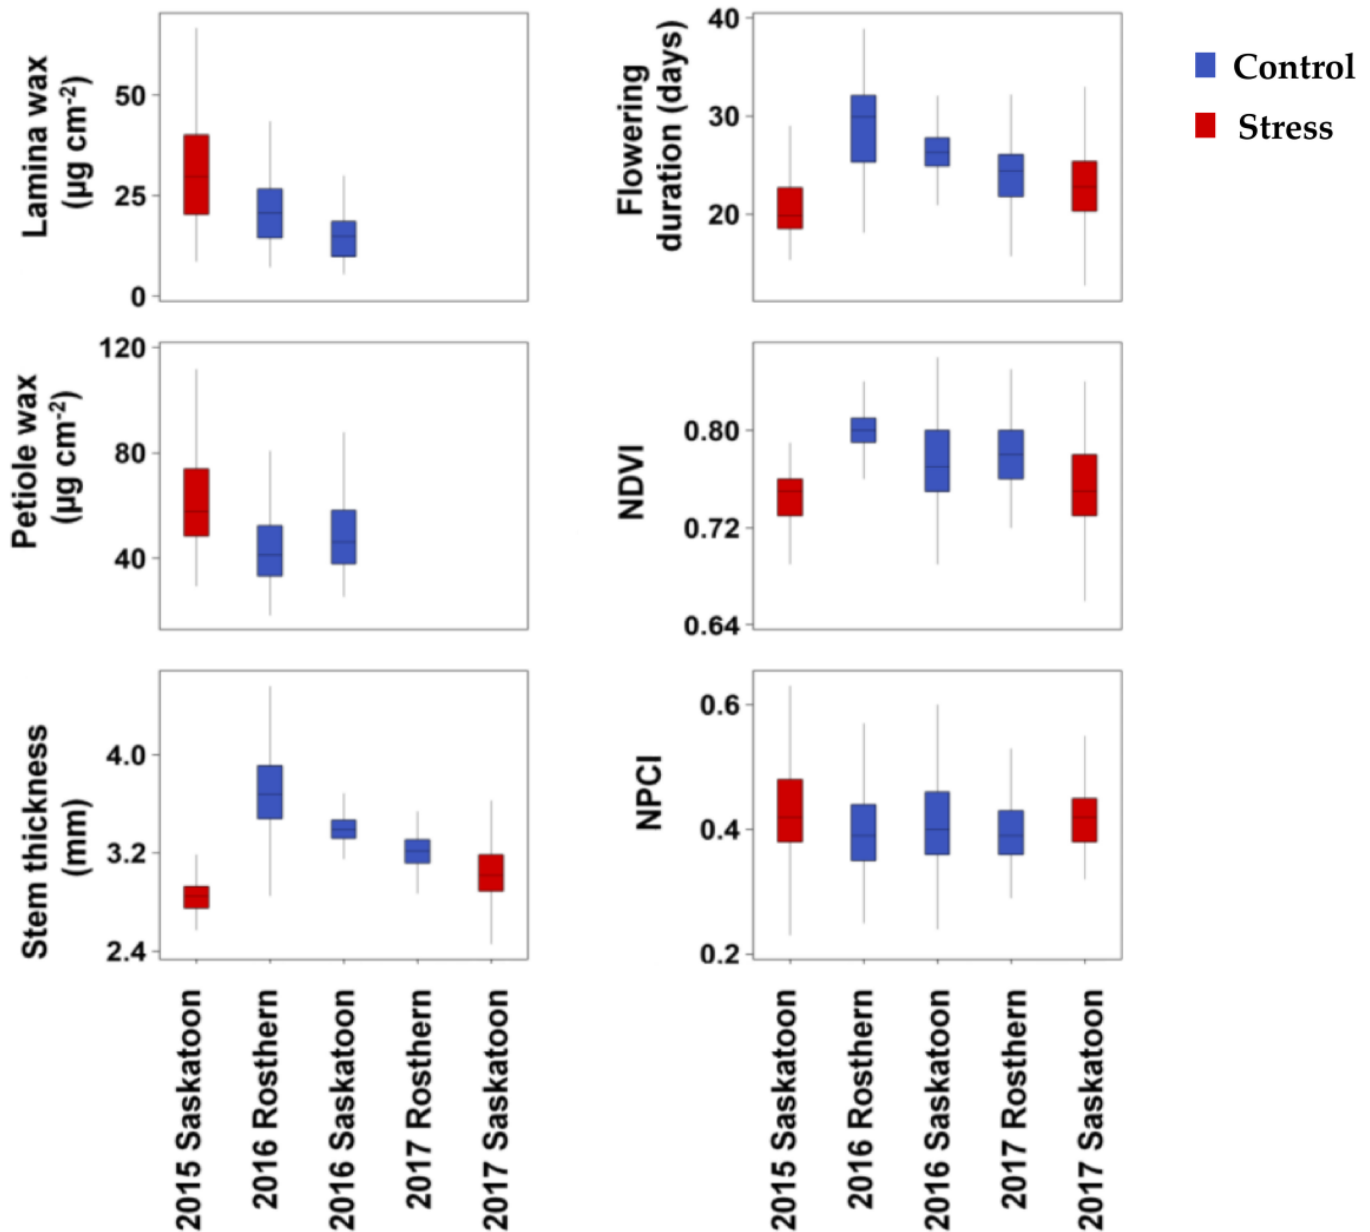 Lamina wax
(µg cm-2)
50
25
0
Flowering
duration (days)
40
30
20
Control
Stress
Petiole wax
(µg cm-2)
120
80
40
NDVI
0.80
0.72
0.64
Stem thickness
(mm)
4.0
3.2
2.4
NPCI
0.6
0.4
0.2
2015 Saskatoon
2016 Rosthern
2016 Saskatoon
2017 Rosthern
2017 Saskatoon
2015 Saskatoon
2016 Rosthern
2016 Saskatoon
2017 Rosthern
2017 Saskatoon